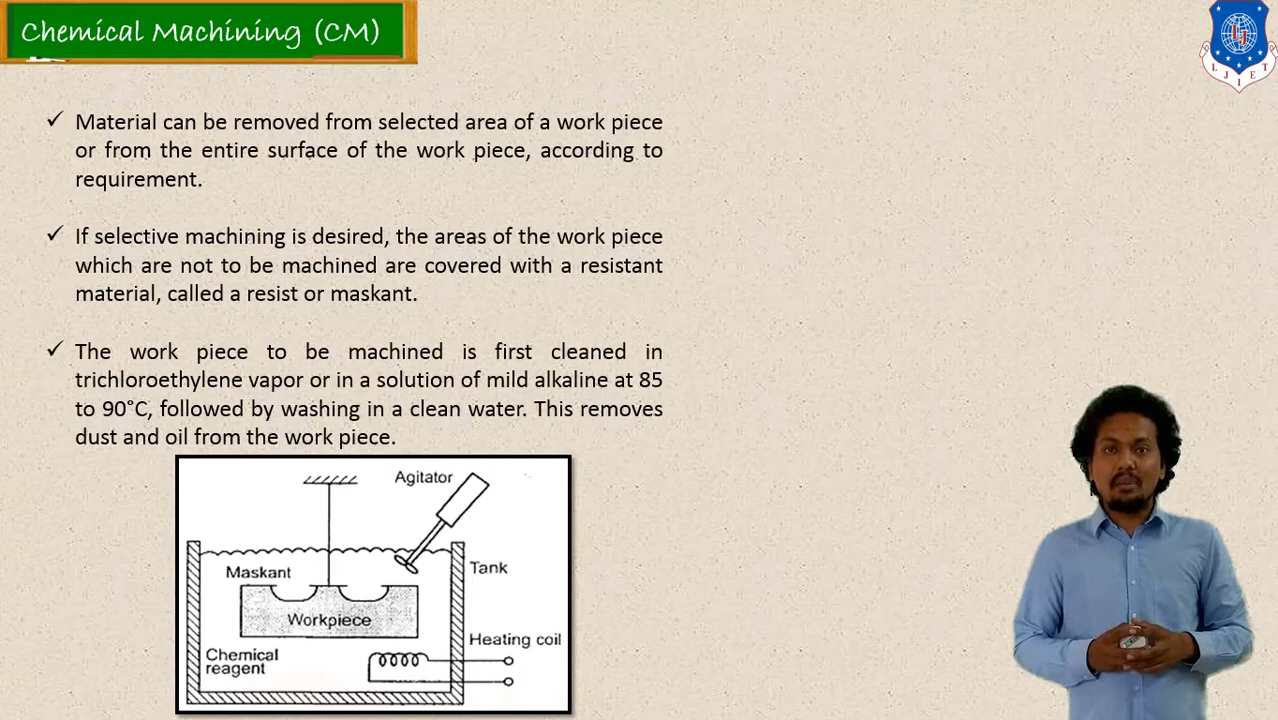 Chemical Machining (CM)
L J I E T
✓ Material can be removed from selected area of a work piece
or from the entire surface of the work piece, according to
requirement.
✓ If selective machining is desired, the areas of the work piece
which are not to be machined are covered with a resistant
material, called a resist or maskant.
✓ The work piece to be machined is first cleaned in
trichloroethylene vapor or in a solution of mild alkaline at 85
to 90°C, followed by washing in a clean water. This removes
dust and oil from the work piece.
Agitator
Maskant
Tank
Workpiece
Heating coil
Chemical
reagent